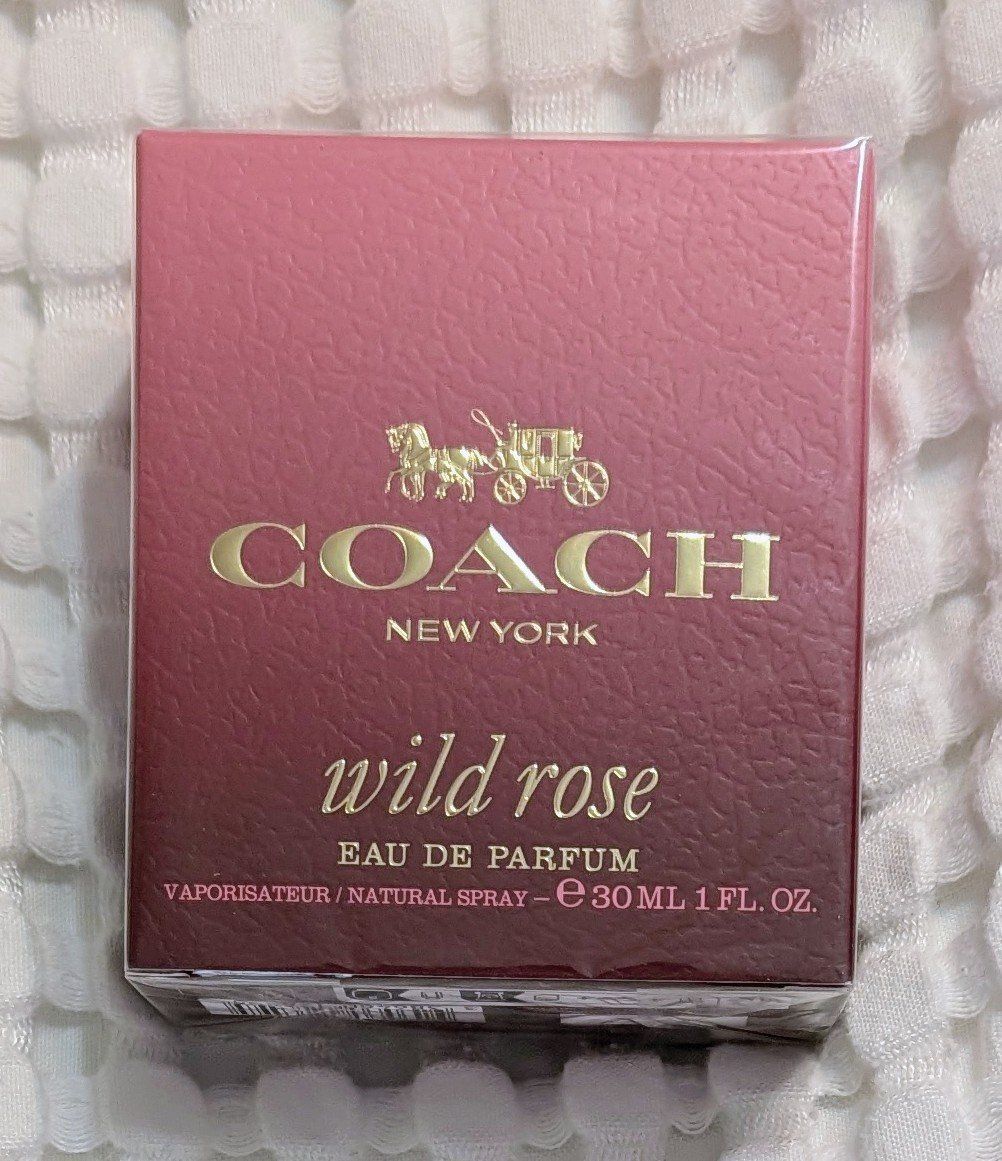 COACH
NEW YORK
wild rose
EAU DE PARFUM
VAPORISATEUR / NATURAL SPRAY – ℮ 30 ML 1 FL. OZ.